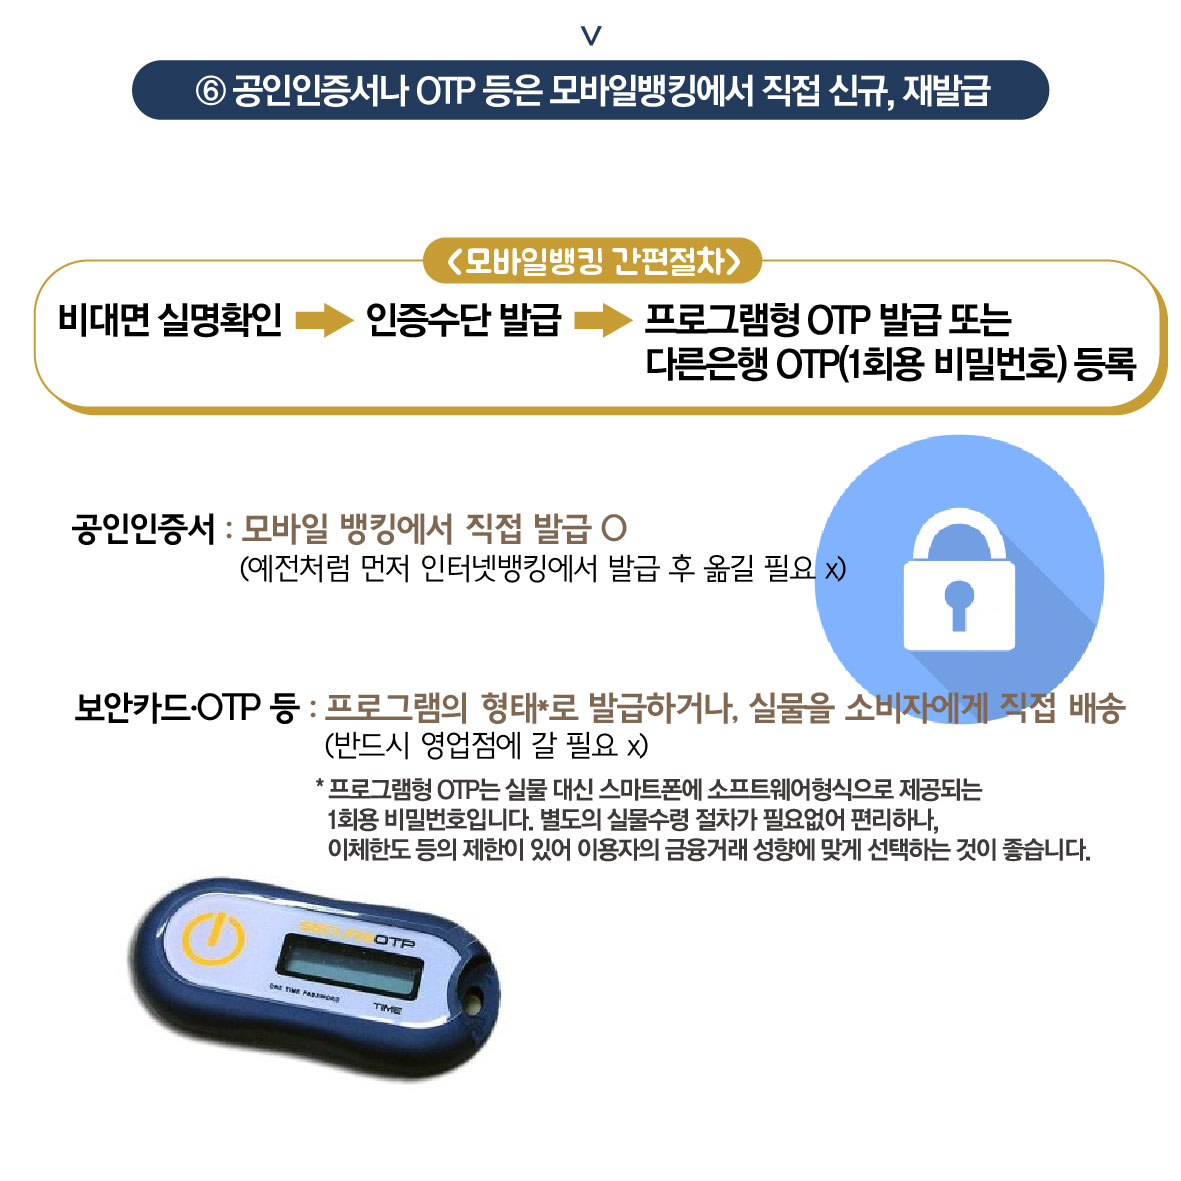 ⑥ 공인인증서나 OTP 등은 모바일뱅킹에서 직접 신규, 재발급
<모바일뱅킹 간편절차>
비대면 실명확인 → 인증수단 발급 → 프로그램형 OTP 발급 또는
다른은행 OTP(1회용 비밀번호) 등록
공인인증서 : 모바일 뱅킹에서 직접 발급 O
(예전처럼 먼저 인터넷뱅킹에서 발급 후 옮길 필요 x)
보안카드·OTP 등 : 프로그램의 형태*로 발급하거나, 실물을 소비자에게 직접 배송
(반드시 영업점에 갈 필요 x)
* 프로그램형 OTP는 실물 대신 스마트폰에 소프트웨어형식으로 제공되는
1회용 비밀번호입니다. 별도의 실물수령 절차가 필요없어 편리하나,
이체한도 등의 제한이 있어 이용자의 금융거래 성향에 맞게 선택하는 것이 좋습니다.
SECUREOTP
ONE TIME PASSWORD
TIME